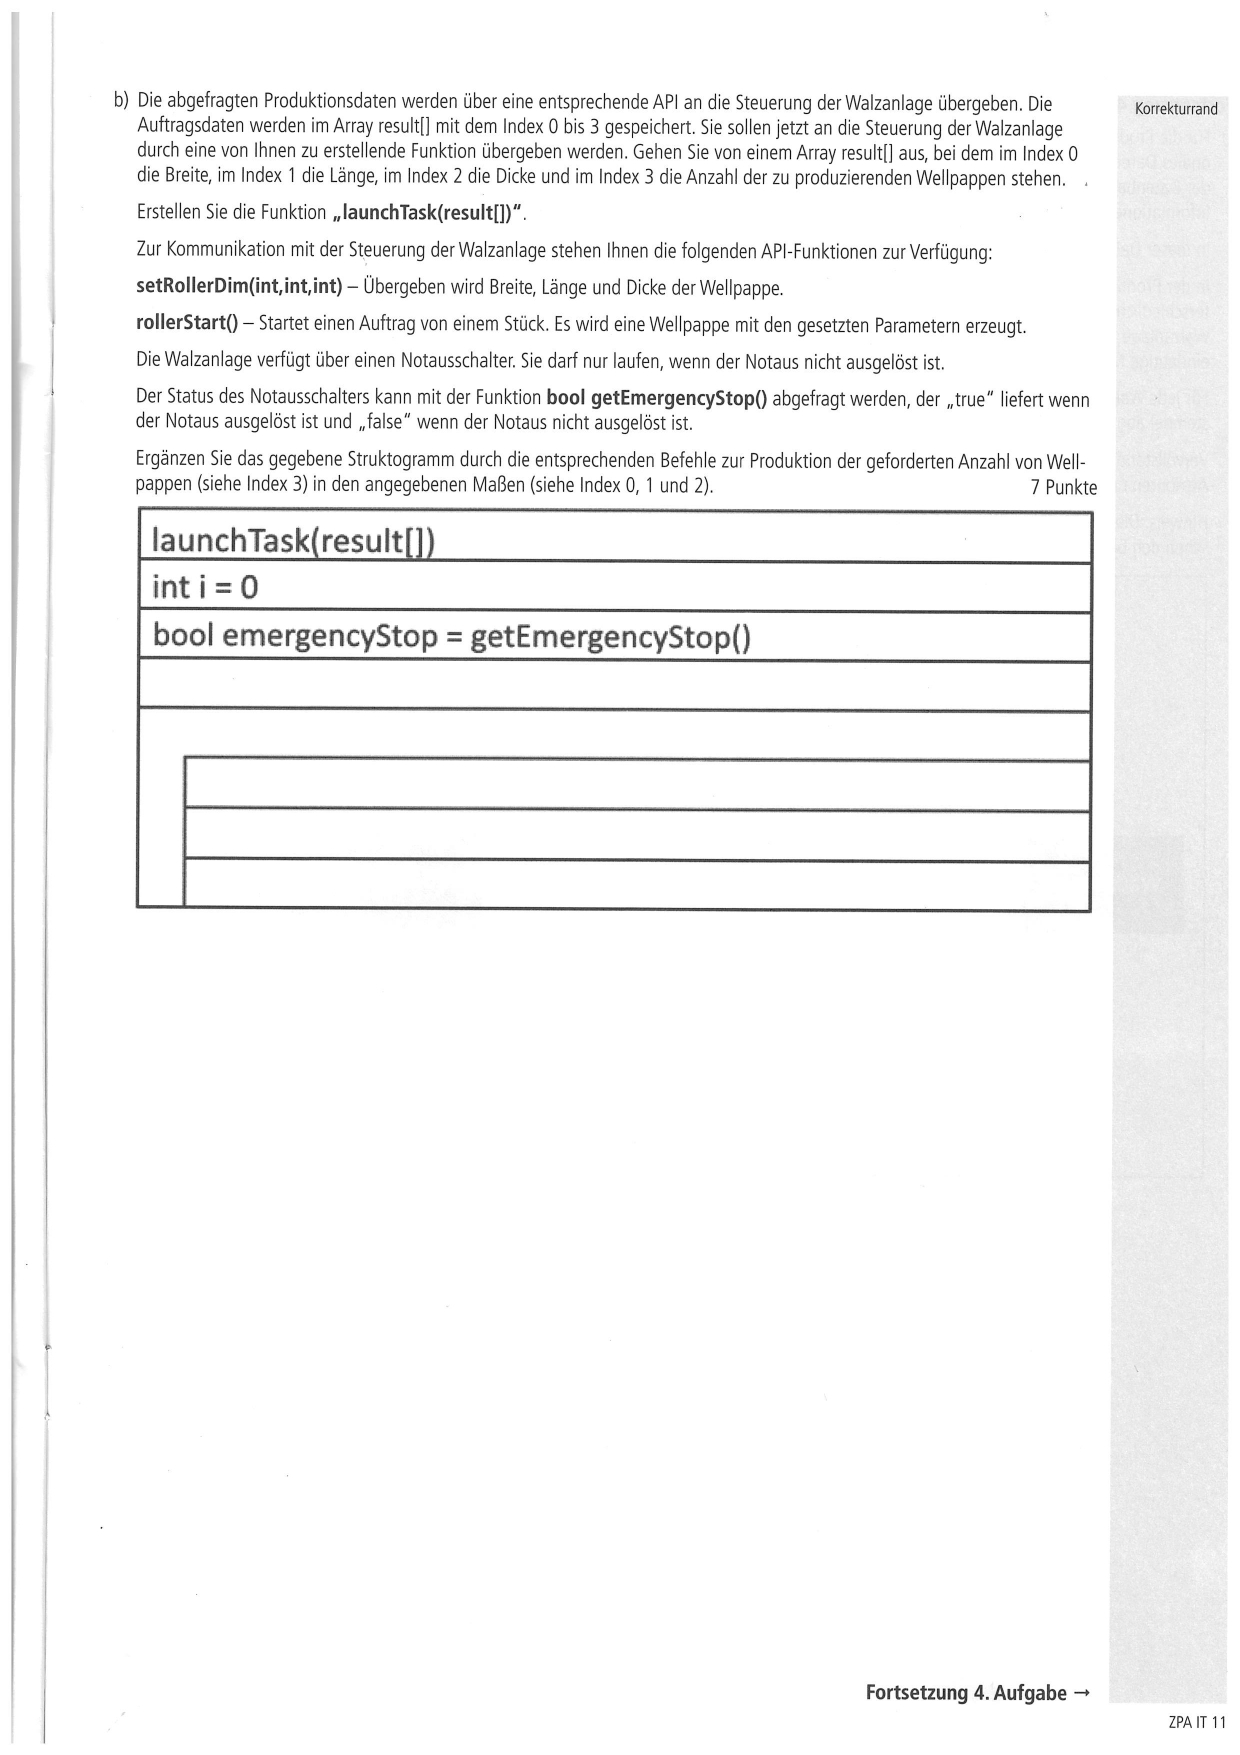 b) Die abgefragten Produktionsdaten werden über eine entsprechende API an die Steuerung der Walzanlage übergeben. Die
Auftragsdaten werden im Array result[] mit dem Index 0 bis 3 gespeichert. Sie sollen jetzt an die Steuerung der Walzanlage
durch eine von Ihnen zu erstellende Funktion übergeben werden. Gehen Sie von einem Array result[] aus, bei dem im Index 0
die Breite, im Index 1 die Länge, im Index 2 die Dicke und im Index 3 die Anzahl der zu produzierenden Wellpappen stehen.
Korrekturrand
Erstellen Sie die Funktion „launchTask(result[])“.
Zur Kommunikation mit der Steuerung der Walzanlage stehen Ihnen die folgenden API-Funktionen zur Verfügung:
setRollerDim(int,int,int) – Übergeben wird Breite, Länge und Dicke der Wellpappe.
rollerStart() – Startet einen Auftrag von einem Stück. Es wird eine Wellpappe mit den gesetzten Parametern erzeugt.
Die Walzanlage verfügt über einen Notausschalter. Sie darf nur laufen, wenn der Notaus nicht ausgelöst ist.
Der Status des Notausschalters kann mit der Funktion bool getEmergencyStop() abgefragt werden, der „true“ liefert wenn
der Notaus ausgelöst ist und „false“ wenn der Notaus nicht ausgelöst ist.
Ergänzen Sie das gegebene Struktogramm durch die entsprechenden Befehle zur Produktion der geforderten Anzahl von Well-
pappen (siehe Index 3) in den angegebenen Maßen (siehe Index 0, 1 und 2). 7 Punkte
launchTask(result[])
int i = 0
bool emergencyStop = getEmergencyStop()
Fortsetzung 4. Aufgabe →
ZPA IT 11